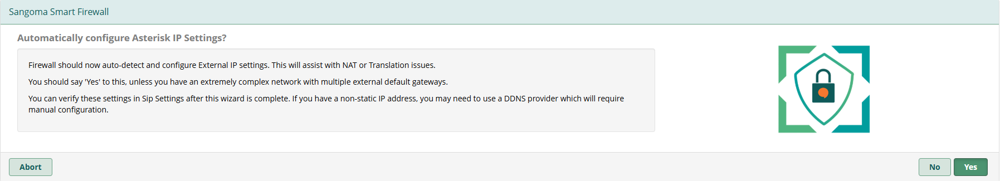 Sangoma Smart Firewall
Automatically configure Asterisk IP Settings?
Firewall should now auto-detect and configure External IP settings. This will assist with NAT or Translation issues.
You should say 'Yes' to this, unless you have an extremely complex network with multiple external default gateways.
You can verify these settings in Sip Settings after this wizard is complete. If you have a non-static IP address, you may need to use a DDNS provider which will require
manual configuration.
Abort
No
Yes